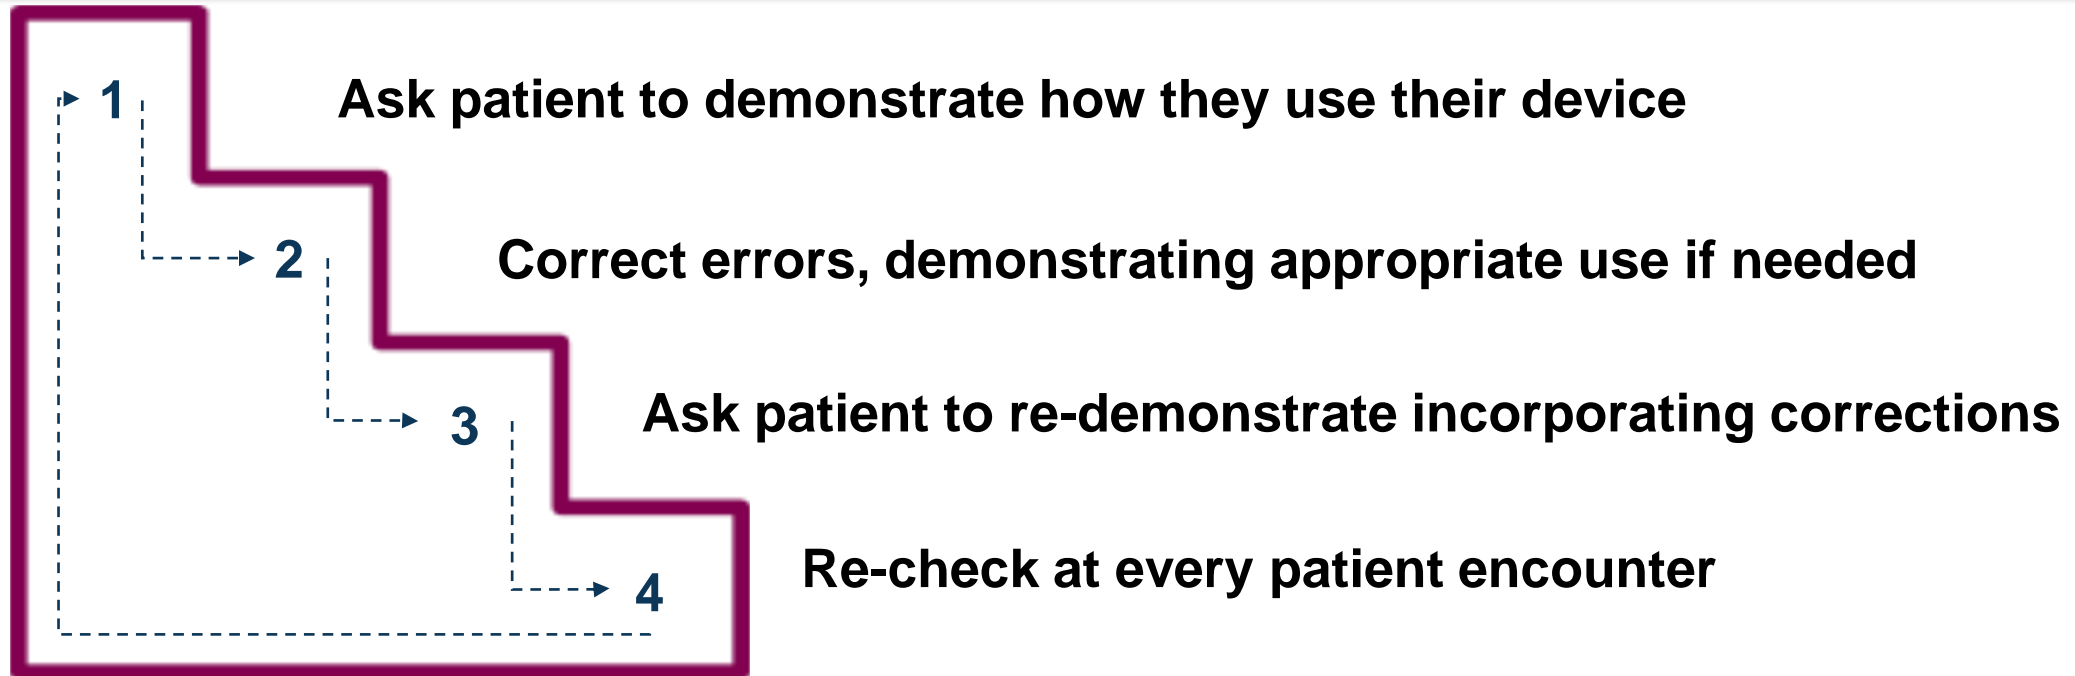 1 Ask patient to demonstrate how they use their device
2 Correct errors, demonstrating appropriate use if needed
3 Ask patient to re-demonstrate incorporating corrections
4 Re-check at every patient encounter